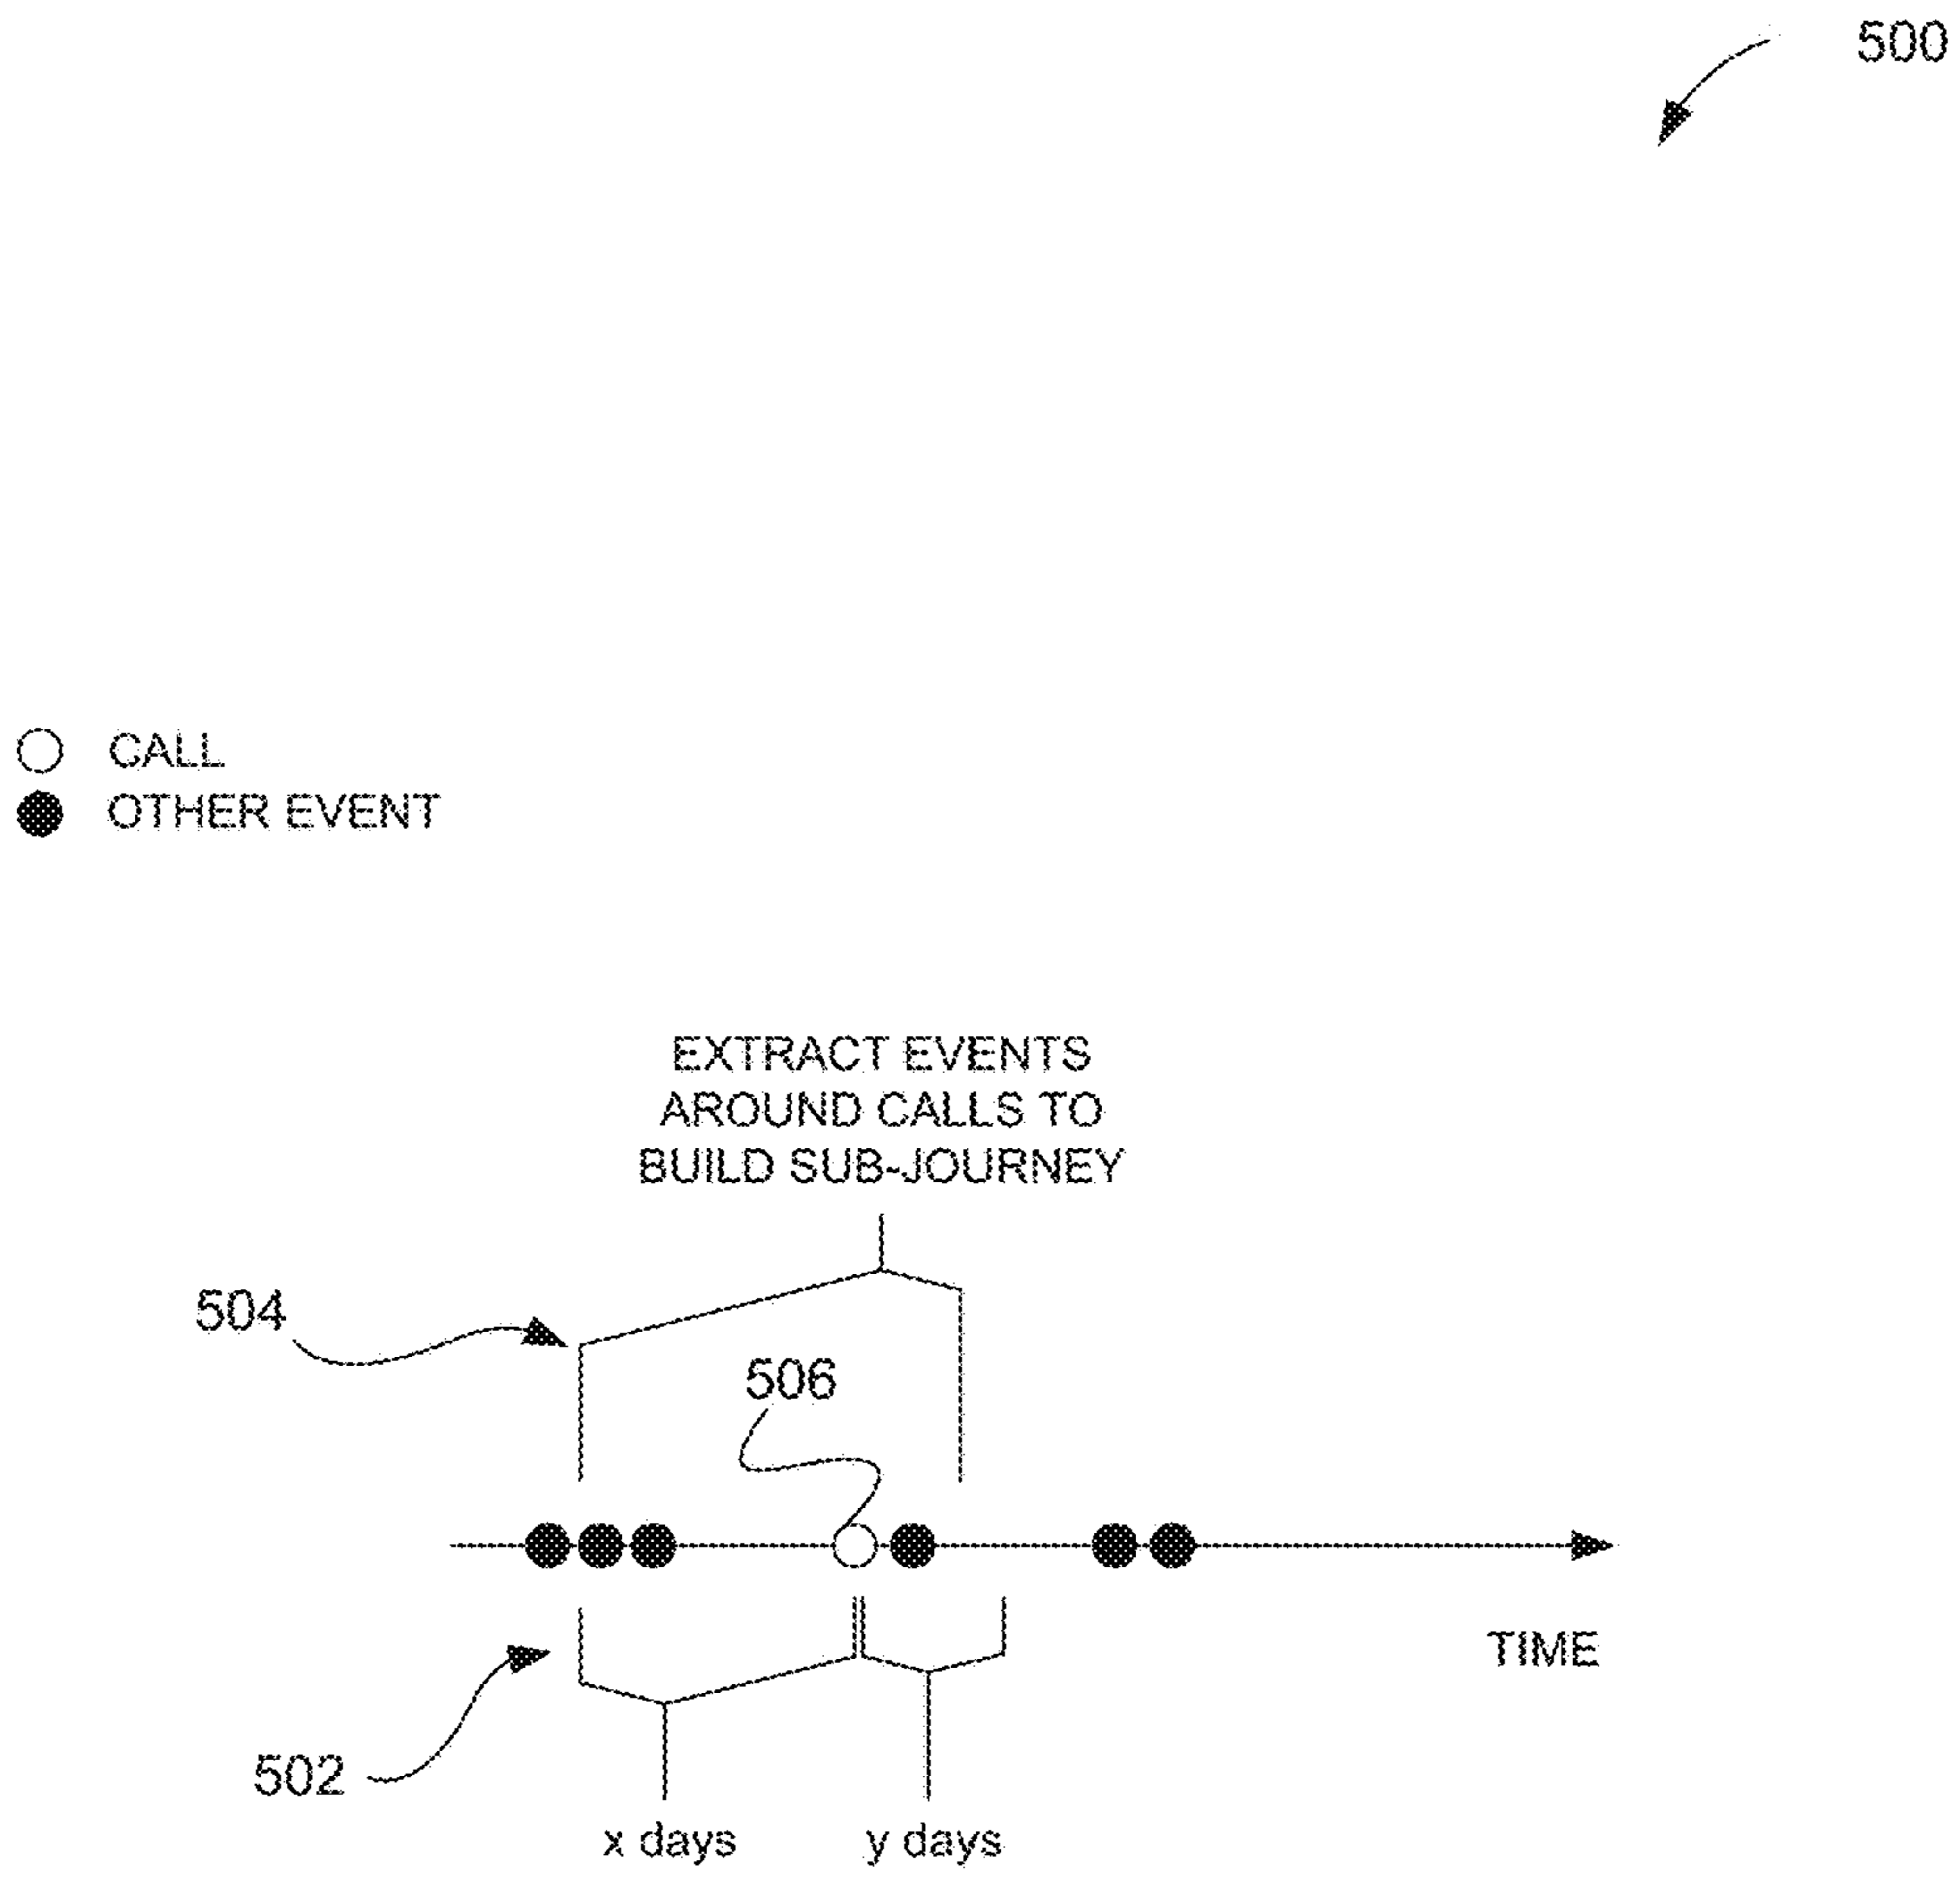 500
CALL
OTHER EVENT
EXTRACT EVENTS
AROUND CALLS TO
BUILD SUB-JOURNEY
504
506
TIME
502
x days
y days